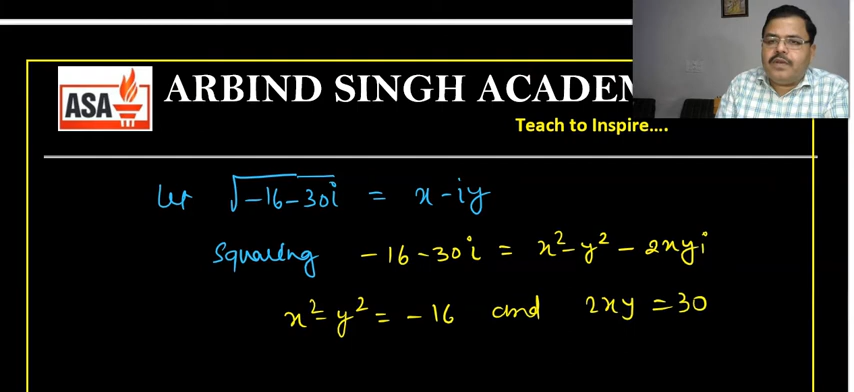 ASA
ARBIND SINGH ACADEM
Teach to Inspire....
Let √-16-30i = x - iy
Squaring -16-30i = x² - y² - 2xyi
x² - y² = -16 and 2xy = 30